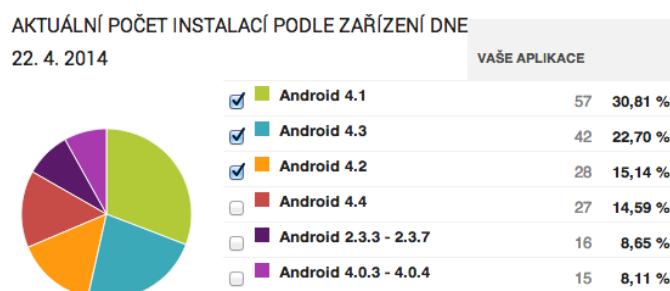 AKTUÁLNÍ POČET INSTALACÍ PODLE ZAŘÍZENÍ DNE
22. 4. 2014
VAŠE APLIKACE
Android 4.1 57 30,81 %
Android 4.3 42 22,70 %
Android 4.2 28 15,14 %
Android 4.4 27 14,59 %
Android 2.3.3 - 2.3.7 16 8,65 %
Android 4.0.3 - 4.0.4 15 8,11 %